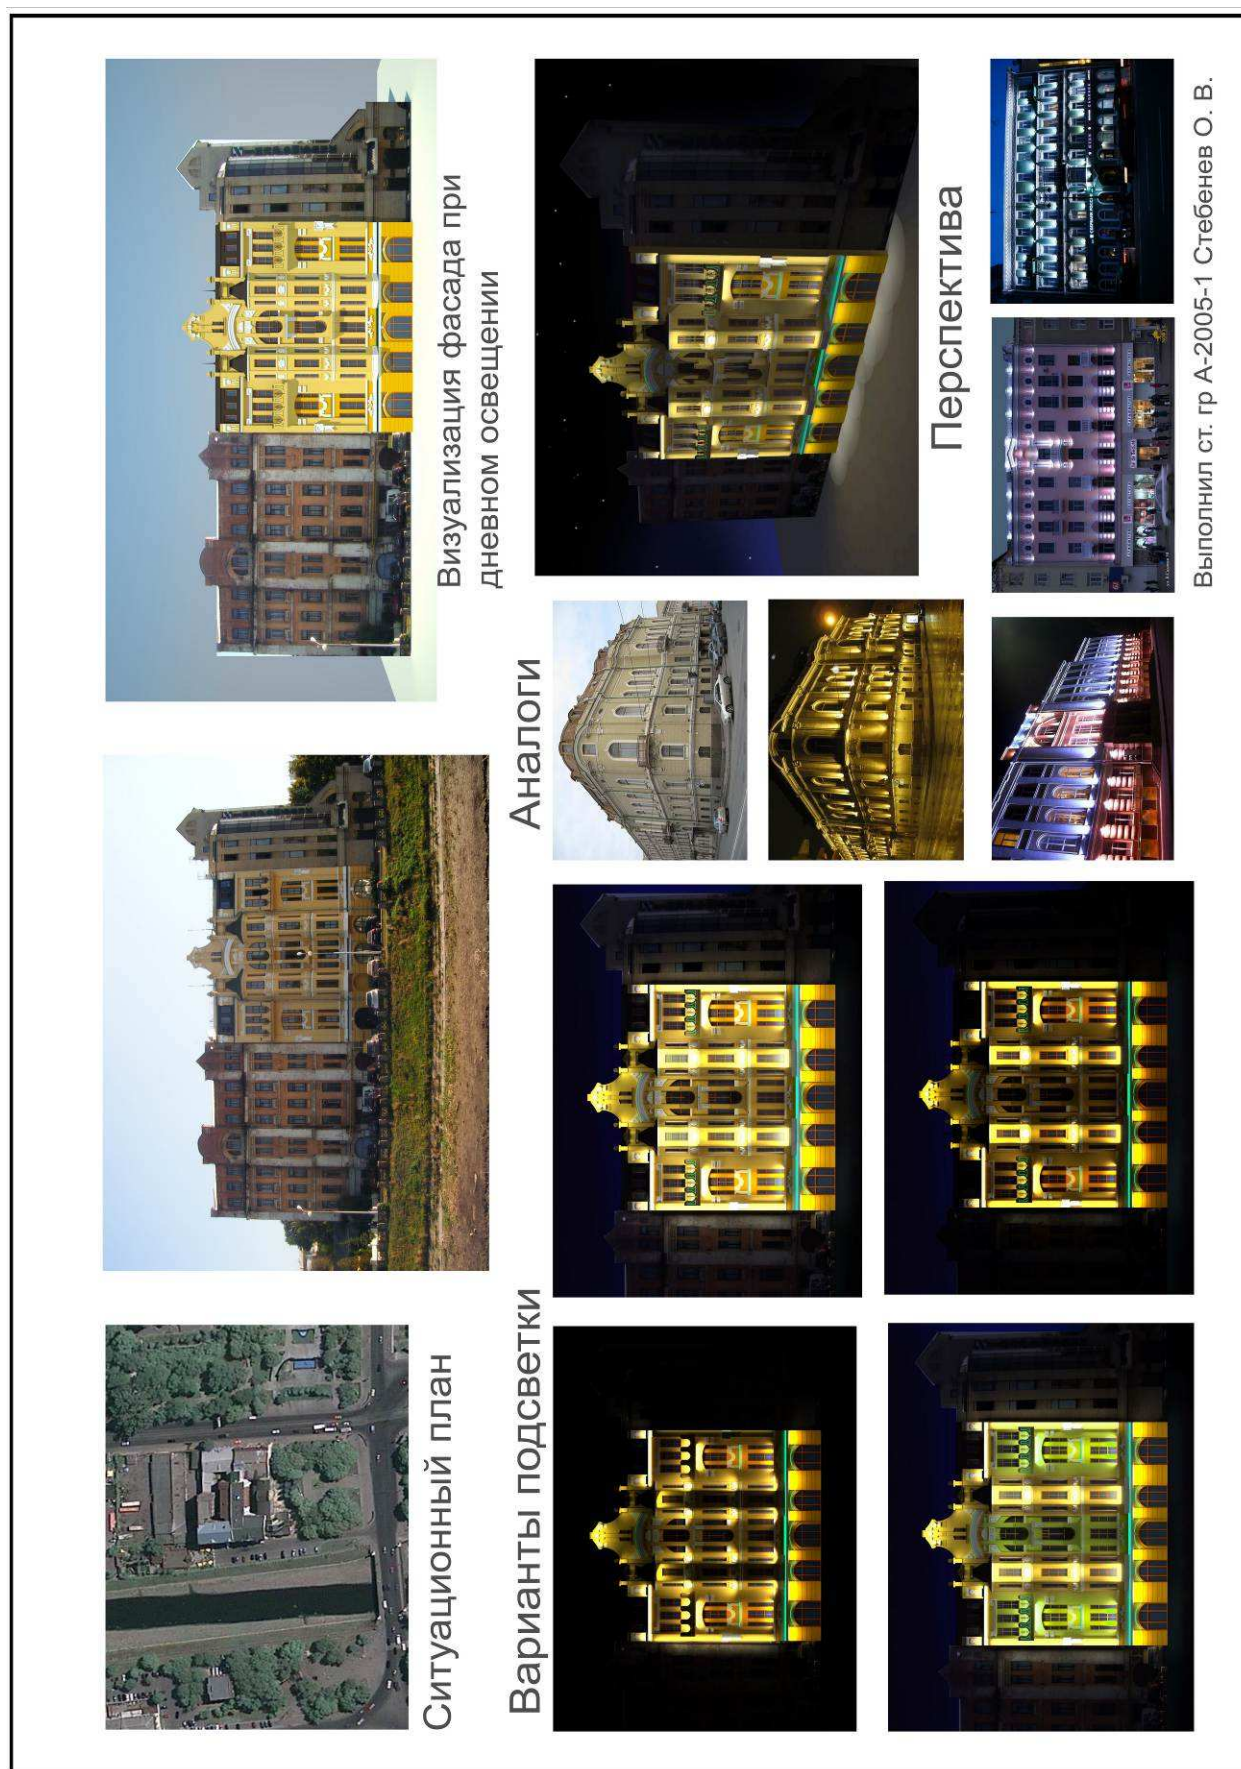 Ситуационный план
Визуализация фасада при
дневном освещении
Варианты подсветки
Аналоги
Перспектива
Выполнил ст. гр А-2005-1 Стебенев О. В.